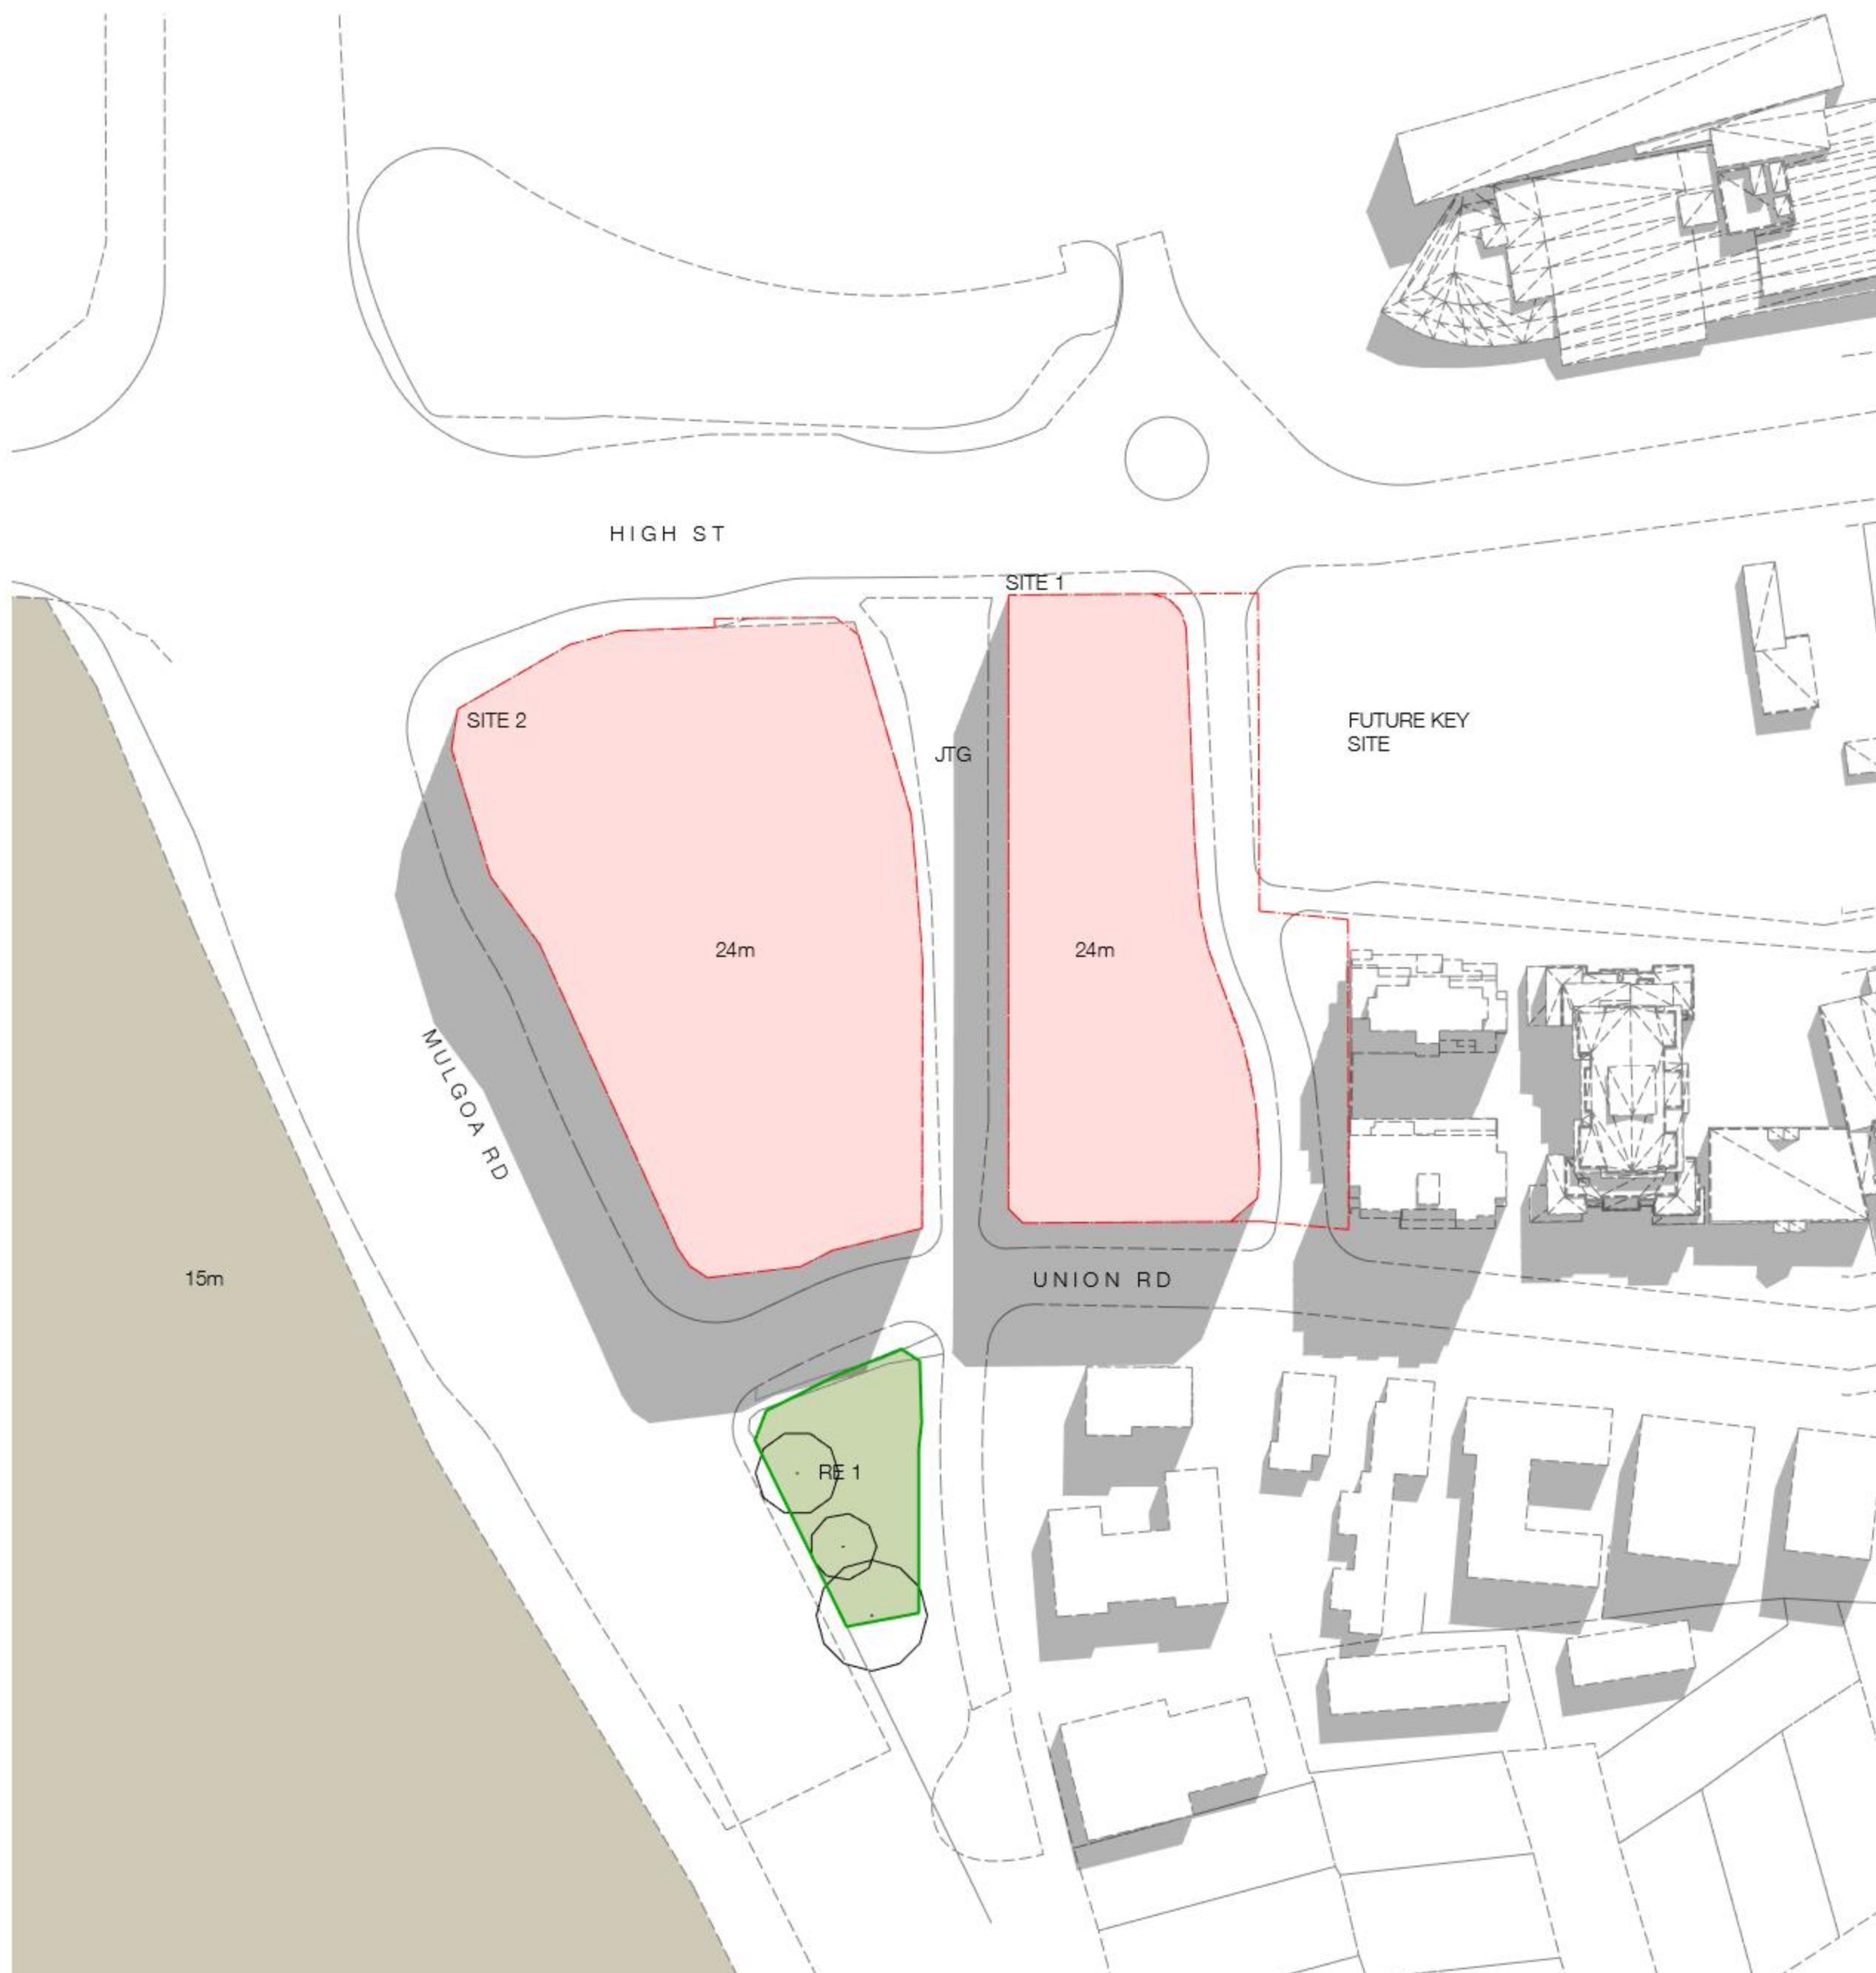 HIGH ST
SITE 1
SITE 2
FUTURE KEY
SITE
JTG
24m
24m
MULGOA RD
15m
UNION RD
RE 1